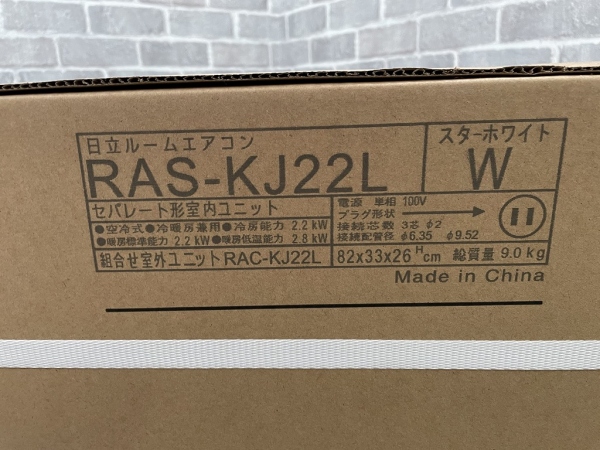 日立ルームエアコン
RAS-KJ22L
スターホワイト
W
セパレート形室内ユニット
●空冷式●冷暖房兼用●冷房能力 2.2 kW
●暖房標準能力 2.2 kW●暖房低温能力 2.8 kW
電源 単相 100V
プラグ形状
接続芯数 3芯 φ2
接続配管径 φ6.35 φ9.52
組合せ室外ユニットRAC-KJ22L
82x33x26ᴴcm 総質量 9.0kg
Made in China